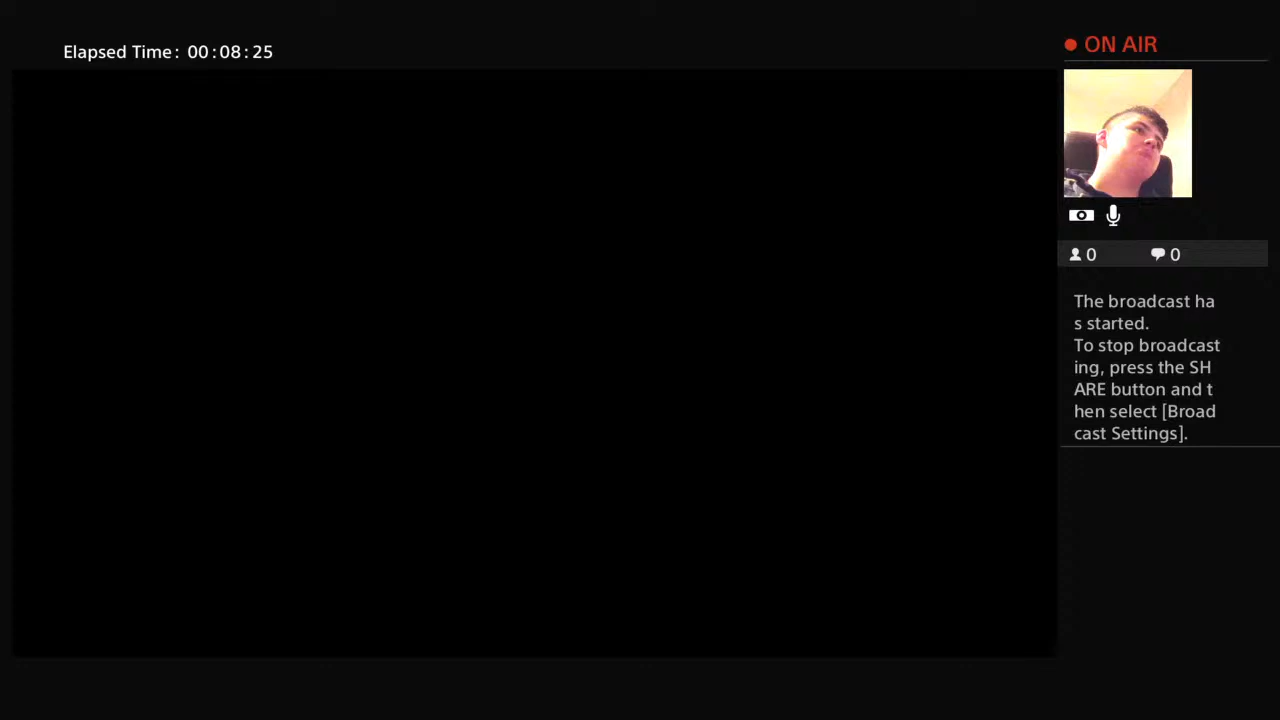 Elapsed Time: 00:08:25
ON AIR
0 0
The broadcast ha
s started.
To stop broadcast
ing, press the SH
ARE button and t
hen select [Broad
cast Settings].